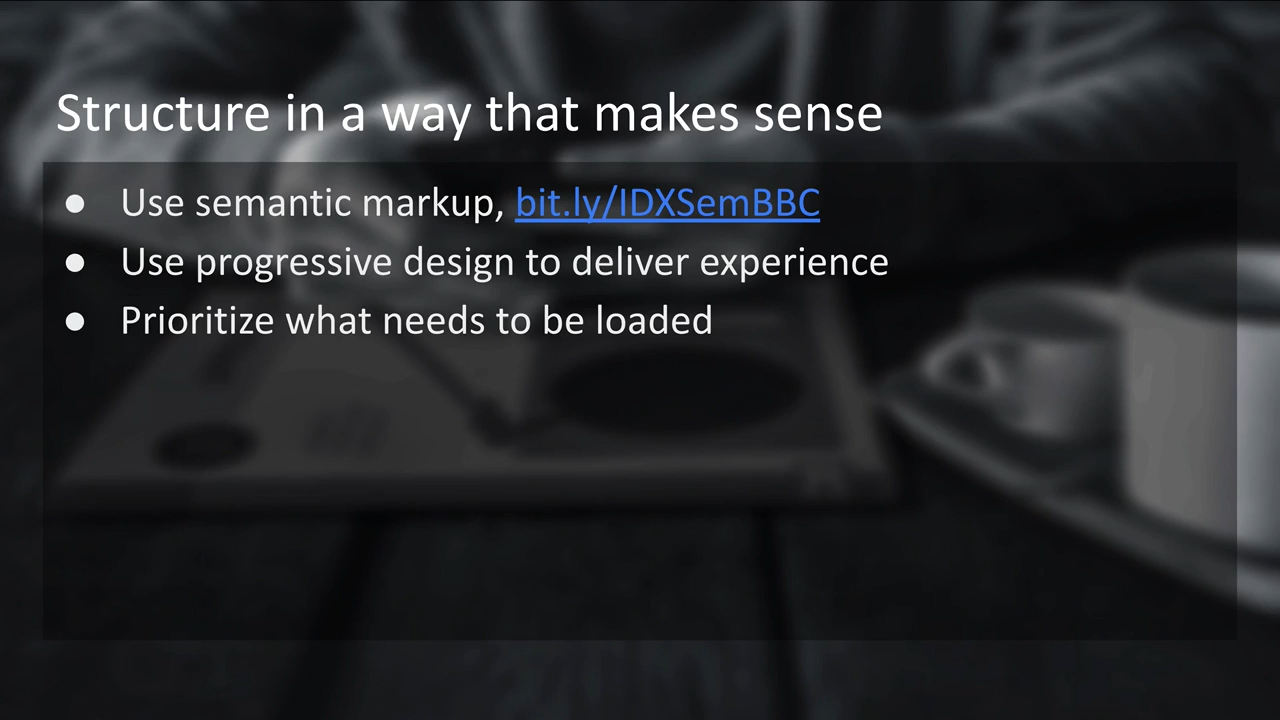 Structure in a way that makes sense
● Use semantic markup, bit.ly/IDXSemBBC
● Use progressive design to deliver experience
● Prioritize what needs to be loaded